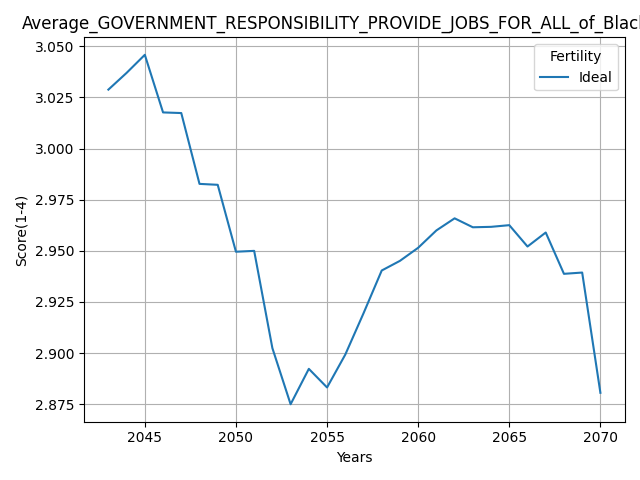 Average_GOVERNMENT_RESPONSIBILITY_PROVIDE_JOBS_FOR_ALL_of_Black
Fertility
Ideal
3.050
3.025
3.000
2.975
2.950
2.925
2.900
2.875
Score(1-4)
2045 2050 2055 2060 2065 2070
Years